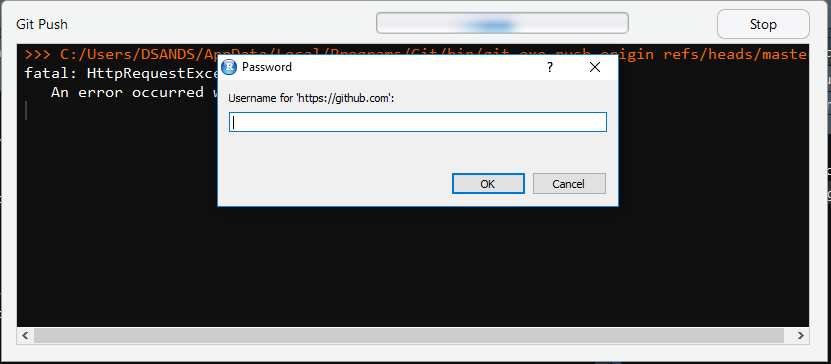 Git Push
Stop
>>> C:/Users/DSANDS/AppData/Local/Programs/Git/bin/git.exe push origin refs/heads/maste
fatal: HttpRequestExce
An error occurred w
Password
?
Username for 'https://github.com':
OK
Cancel